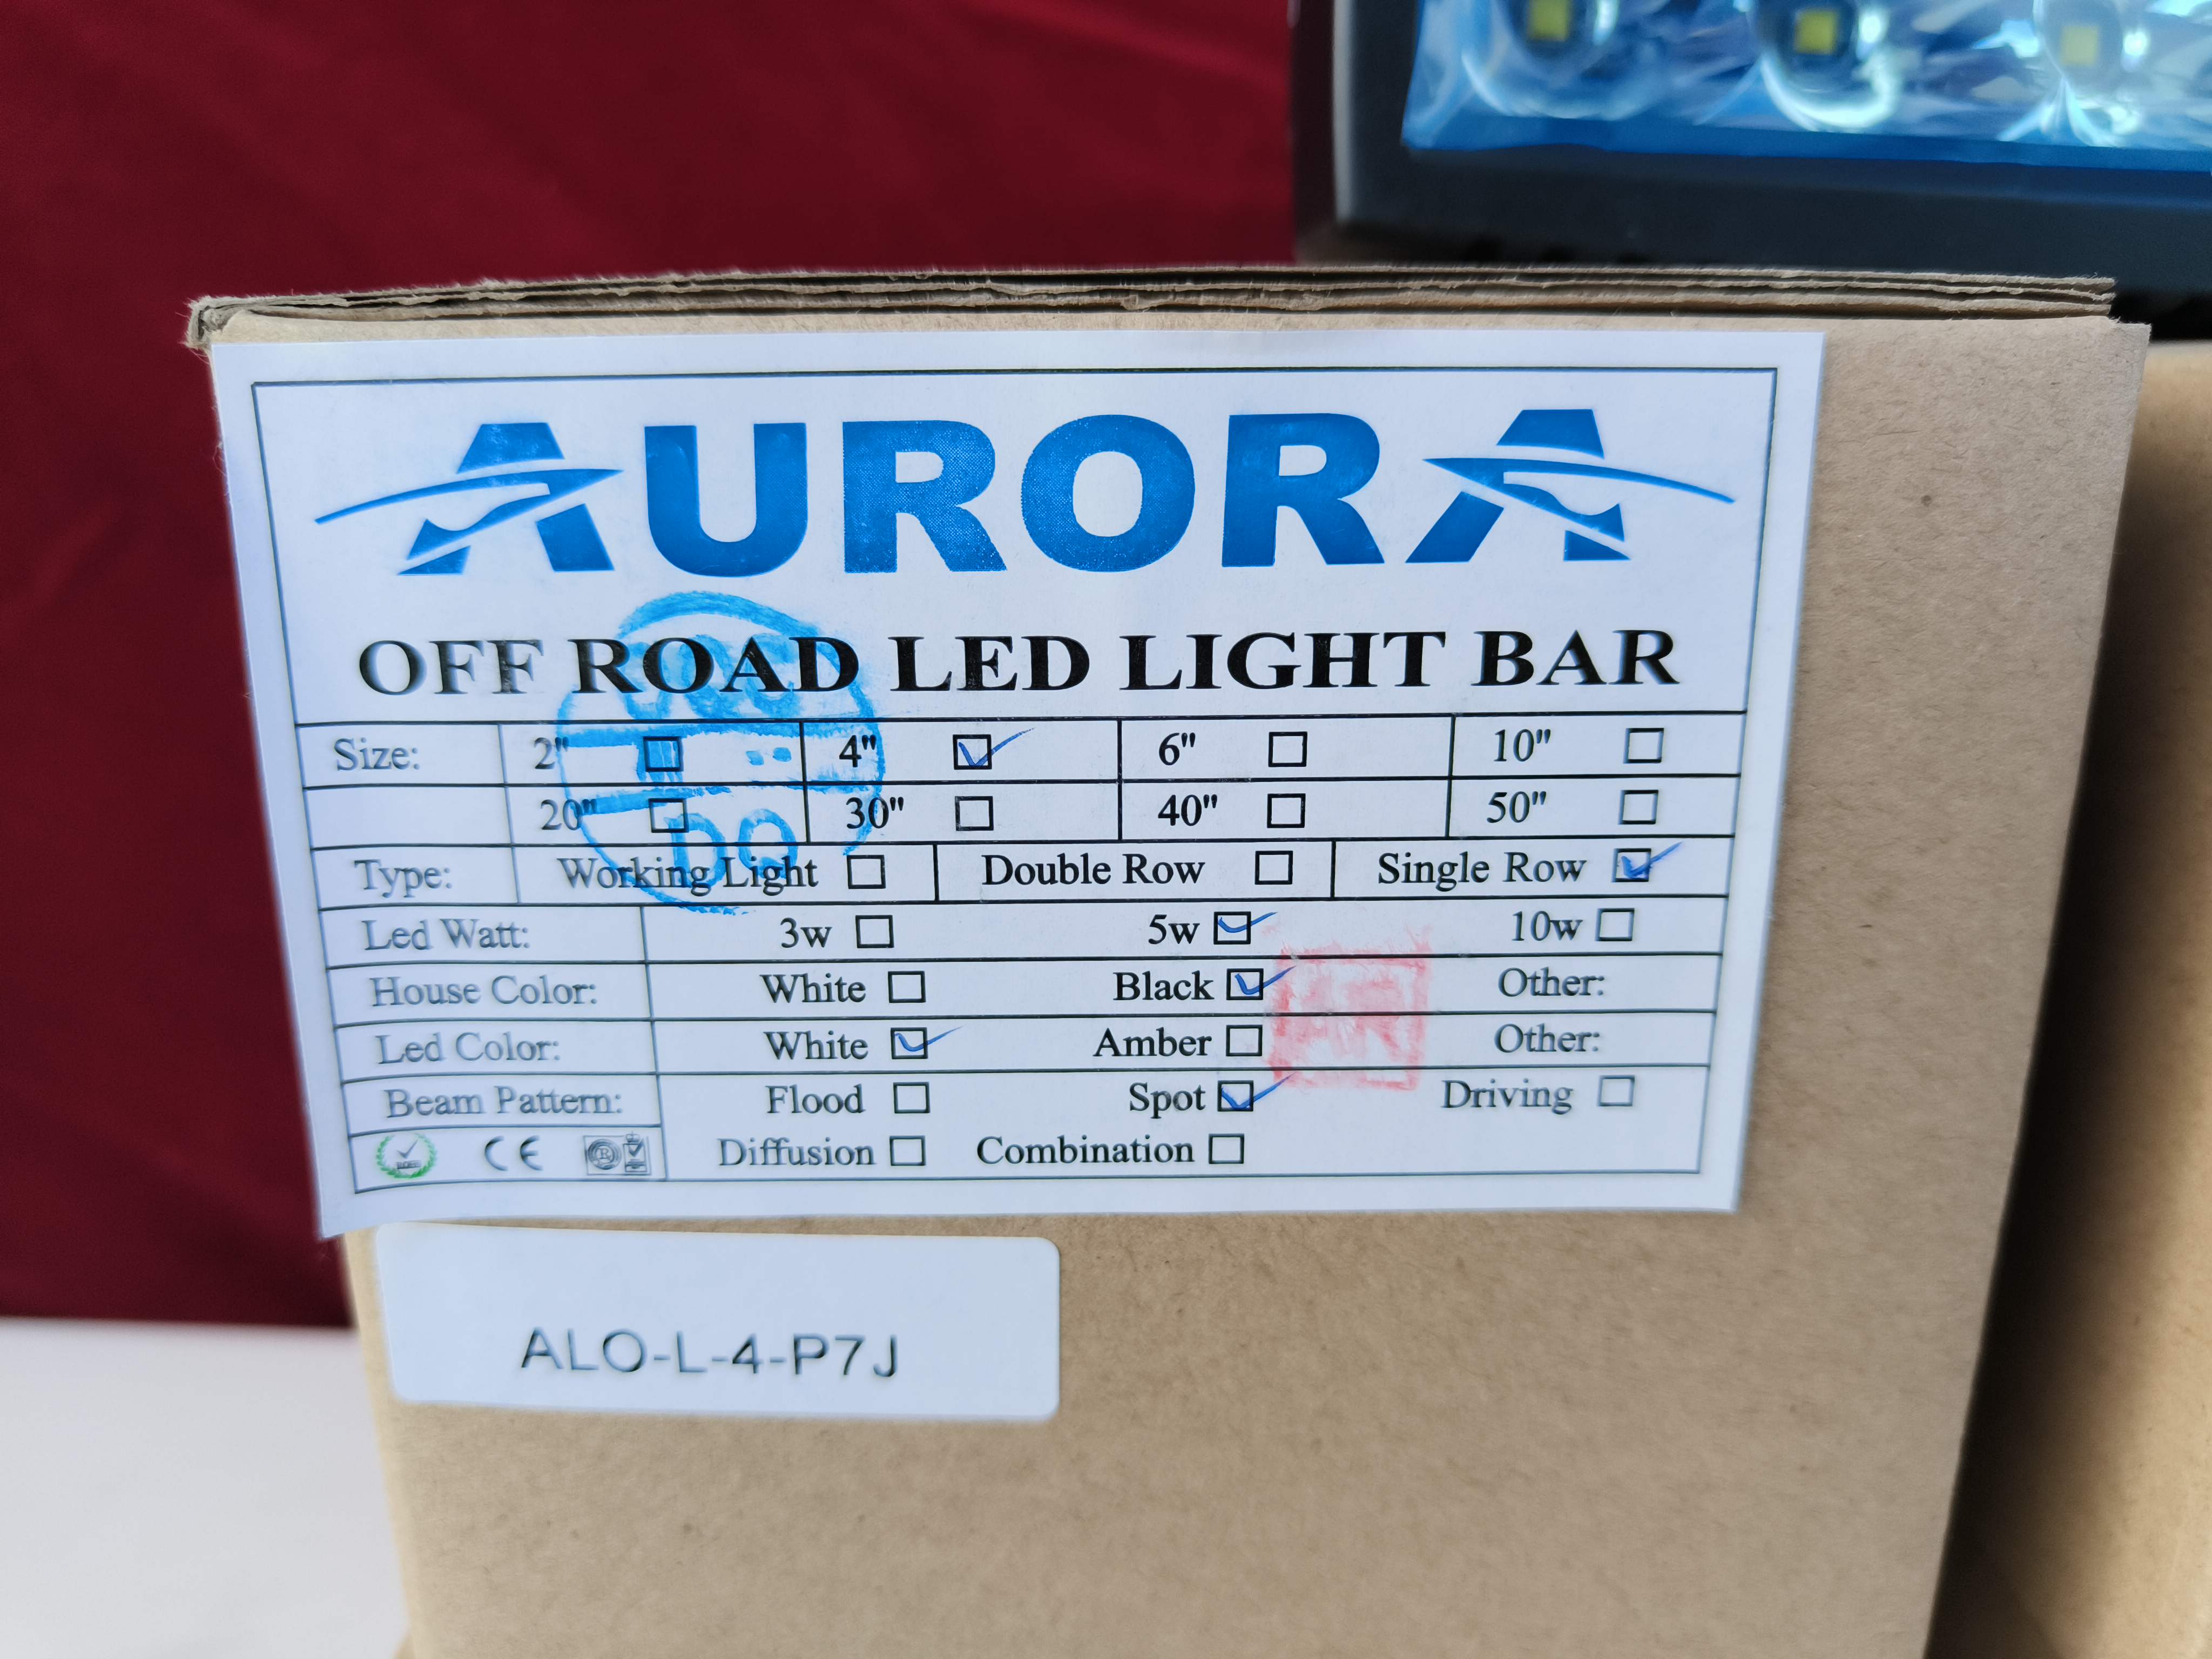 AURORA
OFF ROAD LED LIGHT BAR
Size: 2" ☐ 4" ☑ 6" ☐ 10" ☐
20" ☐ 30" ☐ 40" ☐ 50" ☐
Type: Working Light ☐ Double Row ☐ Single Row ☑
Led Watt: 3w ☐ 5w ☑ 10w ☐
House Color: White ☐ Black ☑ Other:
Led Color: White ☑ Amber ☐ Other:
Beam Pattern: Flood ☐ Spot ☑ Driving ☐
CE Diffusion ☐ Combination ☐
ALO-L-4-P7J